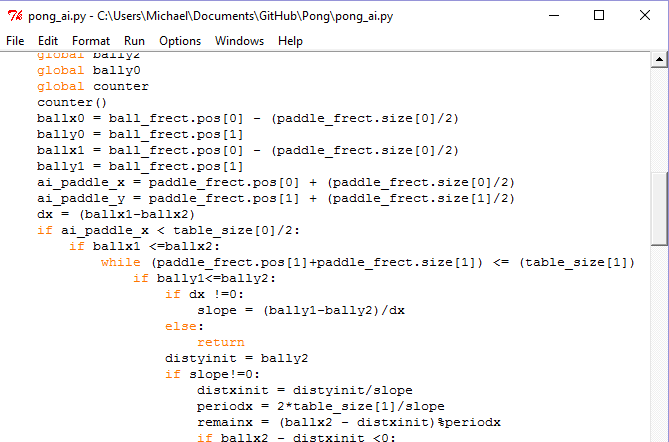 pong_ai.py - C:\Users\Michael\Documents\GitHub\Pong\pong_ai.py
File Edit Format Run Options Windows Help
global bally2
global bally0
global counter
counter()
ballx0 = ball_frect.pos[0] - (paddle_frect.size[0]/2)
bally0 = ball_frect.pos[1]
ballx1 = ball_frect.pos[0] - (paddle_frect.size[0]/2)
bally1 = ball_frect.pos[1]
ai_paddle_x = paddle_frect.pos[0] + (paddle_frect.size[0]/2)
ai_paddle_y = paddle_frect.pos[1] + (paddle_frect.size[1]/2)
dx = (ballx1-ballx2)
if ai_paddle_x < table_size[0]/2:
if ballx1 <=ballx2:
while (paddle_frect.pos[1]+paddle_frect.size[1]) <= (table_size[1])
if bally1<=bally2:
if dx !=0:
slope = (bally1-bally2)/dx
else:
return
distyinit = bally2
if slope!=0:
distxinit = distyinit/slope
periodx = 2*table_size[1]/slope
remainx = (ballx2 - distxinit)%periodx
if ballx2 - distxinit <0: